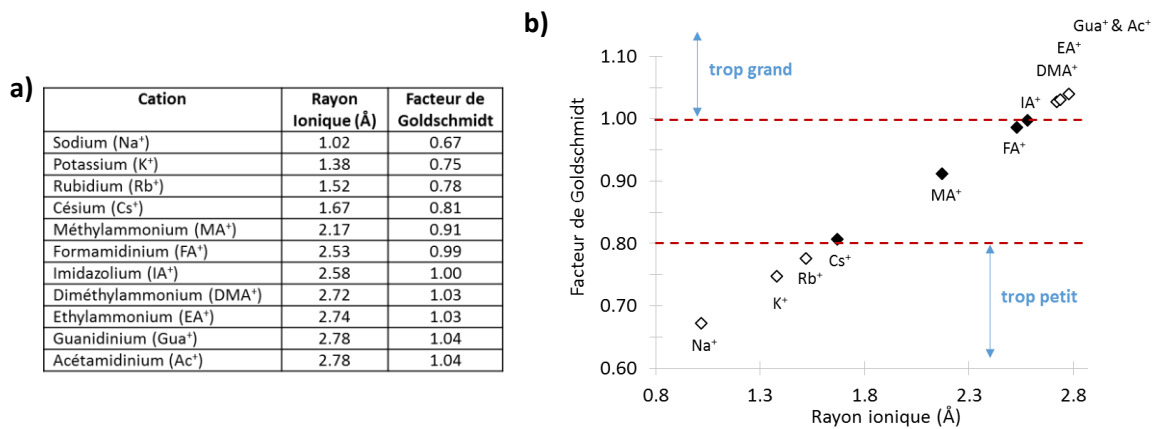 a)
Cation Rayon Ionique (Å) Facteur de Goldschmidt
Sodium (Na⁺) 1.02 0.67
Potassium (K⁺) 1.38 0.75
Rubidium (Rb⁺) 1.52 0.78
Césium (Cs⁺) 1.67 0.81
Méthylammonium (MA⁺) 2.17 0.91
Formamidinium (FA⁺) 2.53 0.99
Imidazolium (IA⁺) 2.58 1.00
Diméthylammonium (DMA⁺) 2.72 1.03
Ethylammonium (EA⁺) 2.74 1.03
Guanidinium (Gua⁺) 2.78 1.04
Acétamidinium (Ac⁺) 2.78 1.04
b)
Facteur de Goldschmidt
1.10
1.00
0.90
0.80
0.70
0.60
trop grand
Gua⁺ & Ac⁺
EA⁺
DMA⁺
IA⁺
FA⁺
MA⁺
Cs⁺
Rb⁺
K⁺
Na⁺
trop petit
0.8 1.3 1.8 2.3 2.8
Rayon ionique (Å)